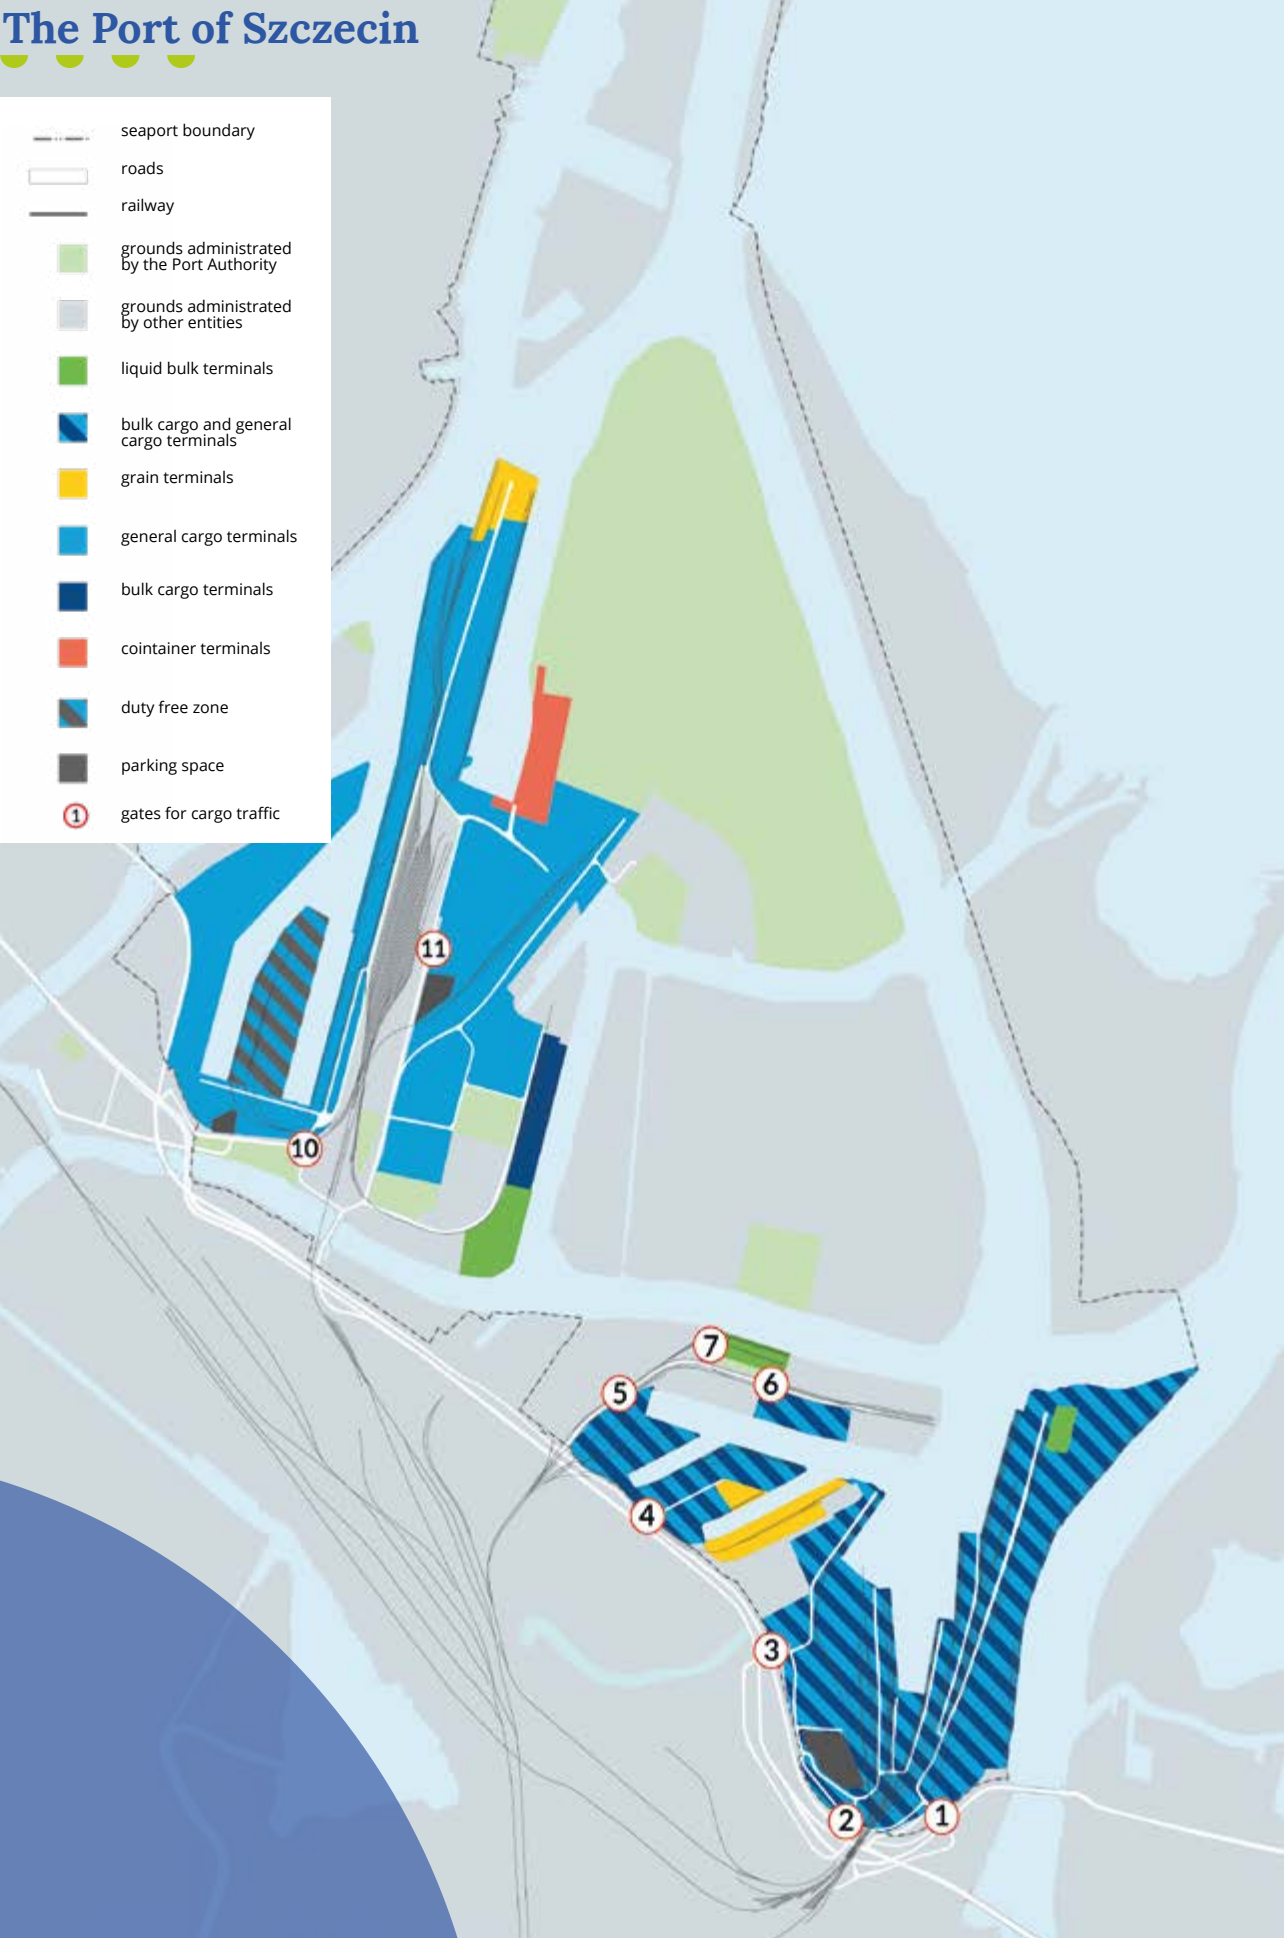 The Port of Szczecin
seaport boundary
roads
railway
grounds administrated
by the Port Authority
grounds administrated
by other entities
liquid bulk terminals
bulk cargo and general
cargo terminals
grain terminals
general cargo terminals
bulk cargo terminals
cointainer terminals
duty free zone
parking space
1 gates for cargo traffic
11
10
7
6
5
4
3
2
1